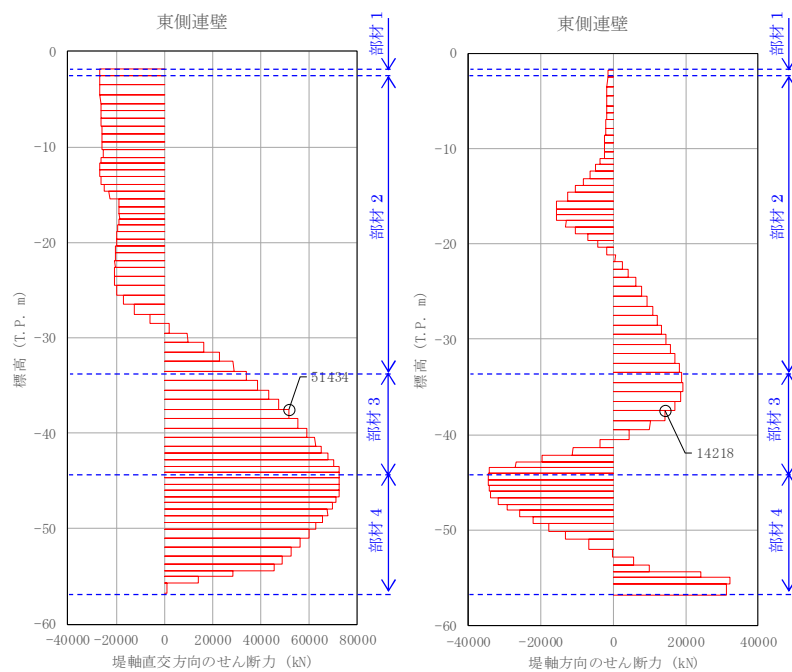 東側連壁
部材1
0
-10
-20
-30
-40
-50
-60
標高 (T.P. m)
部材2
51434
部材3
部材4
-40000 -20000 0 20000 40000 60000 80000
堤軸直交方向のせん断力 (kN)
東側連壁
部材1
0
-10
-20
-30
-40
-50
-60
標高 (T.P. m)
部材2
14218
部材3
部材4
-40000 -20000 0 20000 40000
堤軸方向のせん断力 (kN)